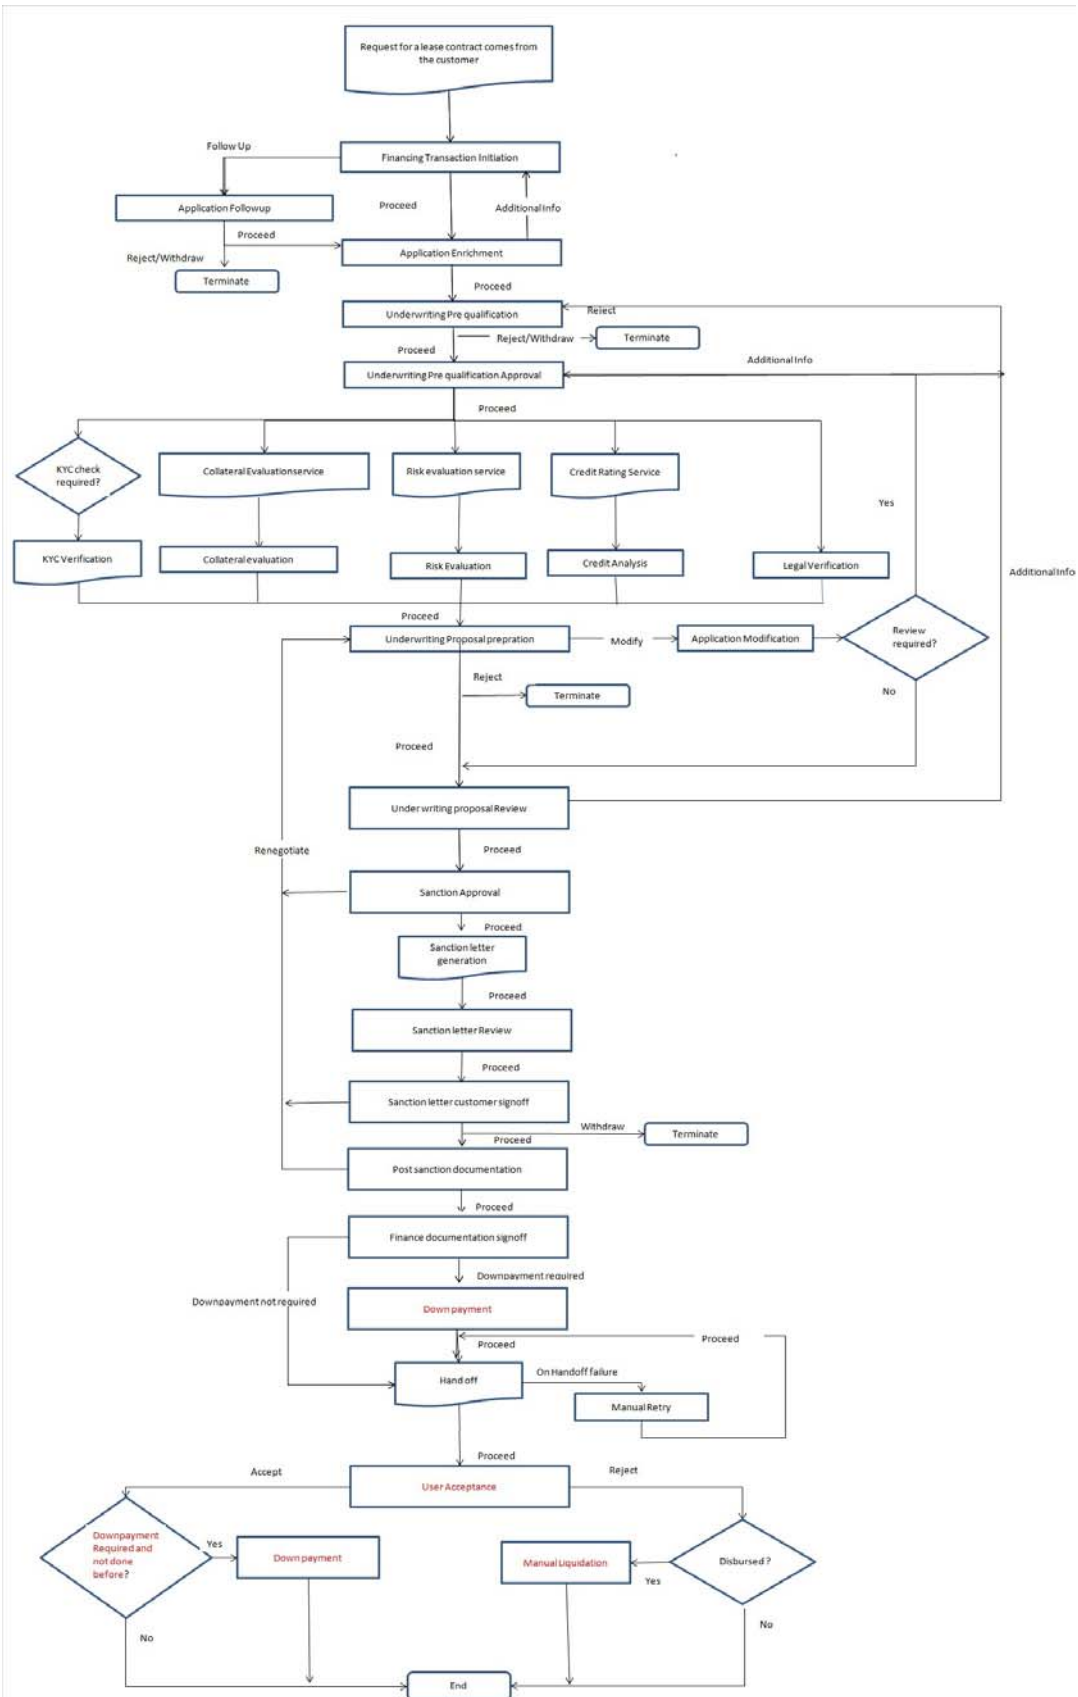 Request for a lease contract comes from
the customer
Follow Up
Financing Transaction Initiation
Application Followup
Proceed
Additional Info
Proceed
Application Enrichment
Reject/Withdraw
Terminate
Proceed
Underwriting Pre qualification
Reject
Reject/Withdraw
Terminate
Proceed
Additional Info
Underwriting Pre qualification Approval
Proceed
KYC check
required?
Collateral Evaluation service
Risk evaluation service
Credit Rating Service
Yes
KYC Verification
Collateral evaluation
Risk Evaluation
Credit Analysis
Legal Verification
Additional Info
Proceed
Underwriting Proposal prepration
Modify
Application Modification
Review
required?
Reject
Terminate
No
Proceed
Under writing proposal Review
Renegotiate
Proceed
Sanction Approval
Proceed
Sanction letter
generation
Proceed
Sanction letter Review
Proceed
Sanction letter customer signoff
Withdraw
Terminate
Proceed
Post sanction documentation
Proceed
Finance documentation signoff
Downpayment required
Downpayment not required
Down payment
Proceed
Proceed
Hand off
On Handoff failure
Manual Retry
Proceed
Accept
User Acceptance
Reject
Downpayment
Required and
not done
before?
Yes
Down payment
Manual Liquidation
Yes
Disbursed ?
No
No
End